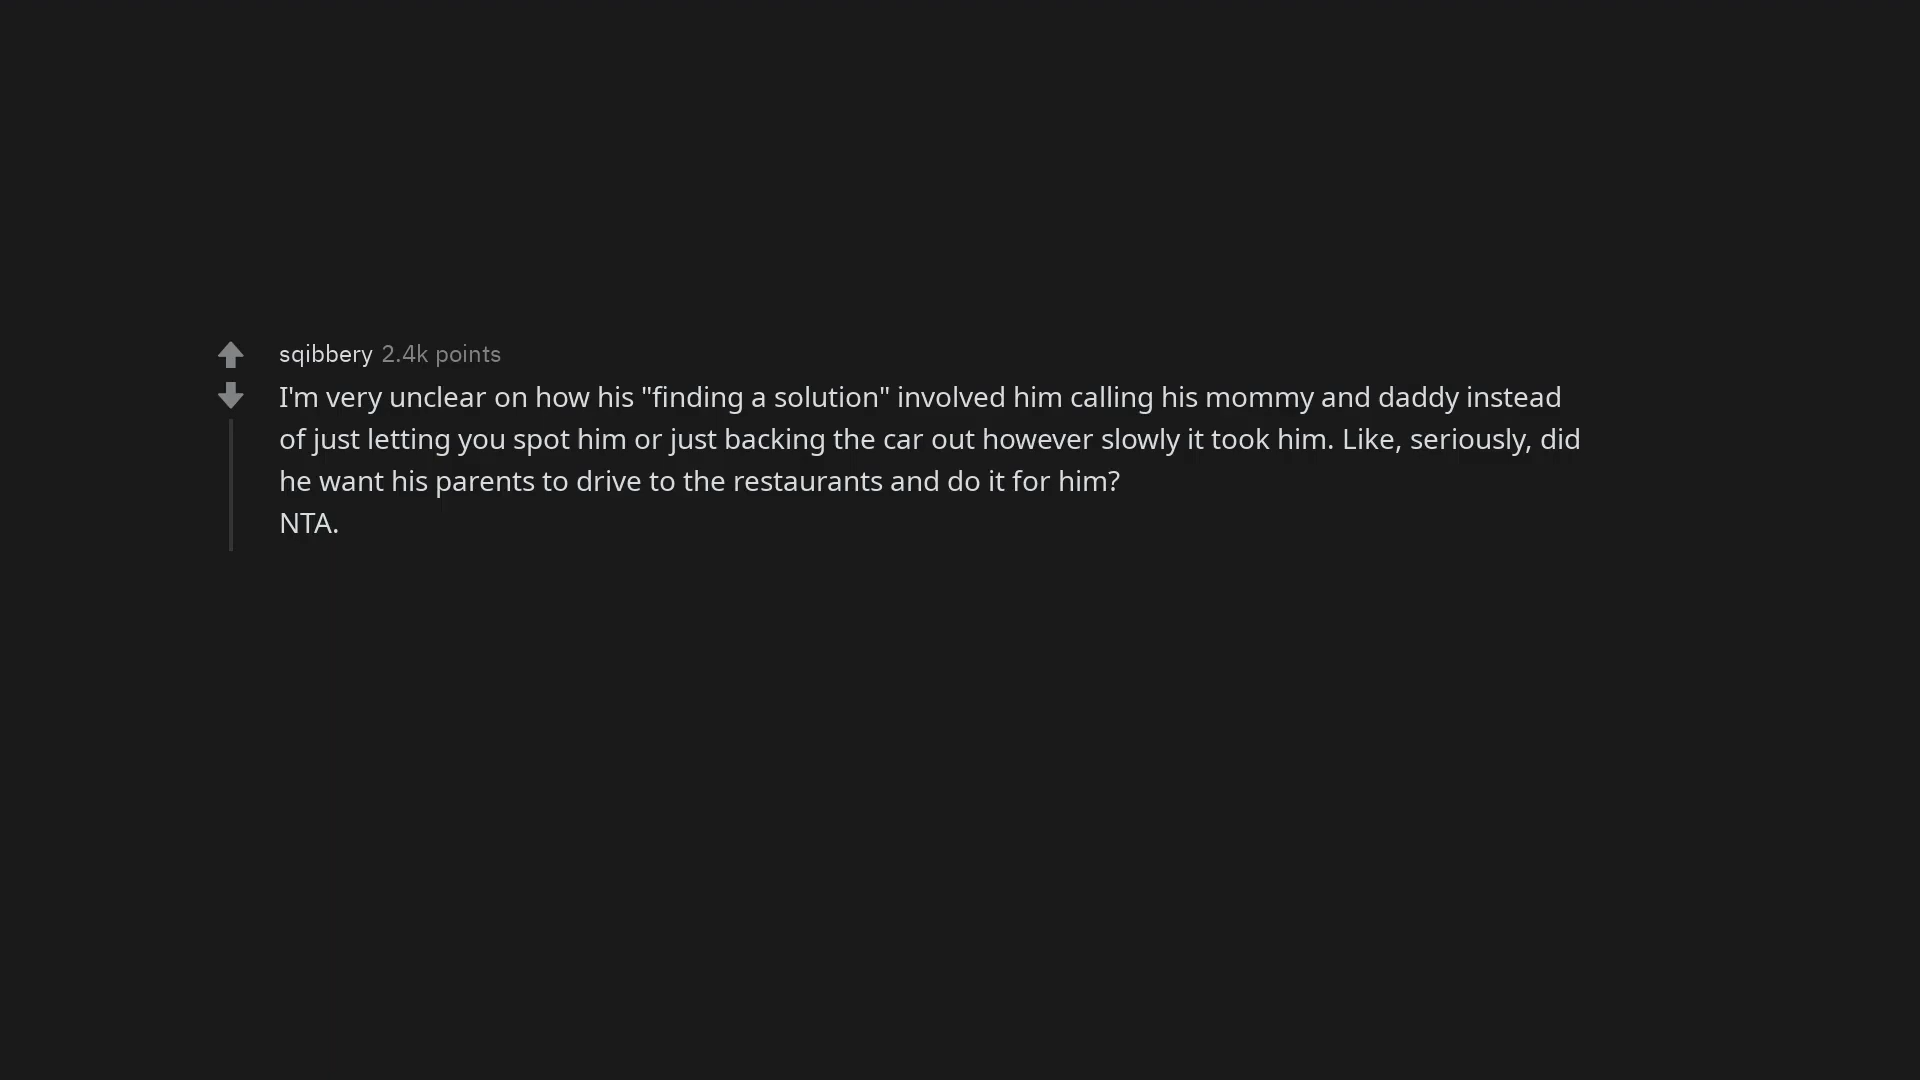 sqibbery 2.4k points
I'm very unclear on how his "finding a solution" involved him calling his mommy and daddy instead
of just letting you spot him or just backing the car out however slowly it took him. Like, seriously, did
he want his parents to drive to the restaurants and do it for him?
NTA.